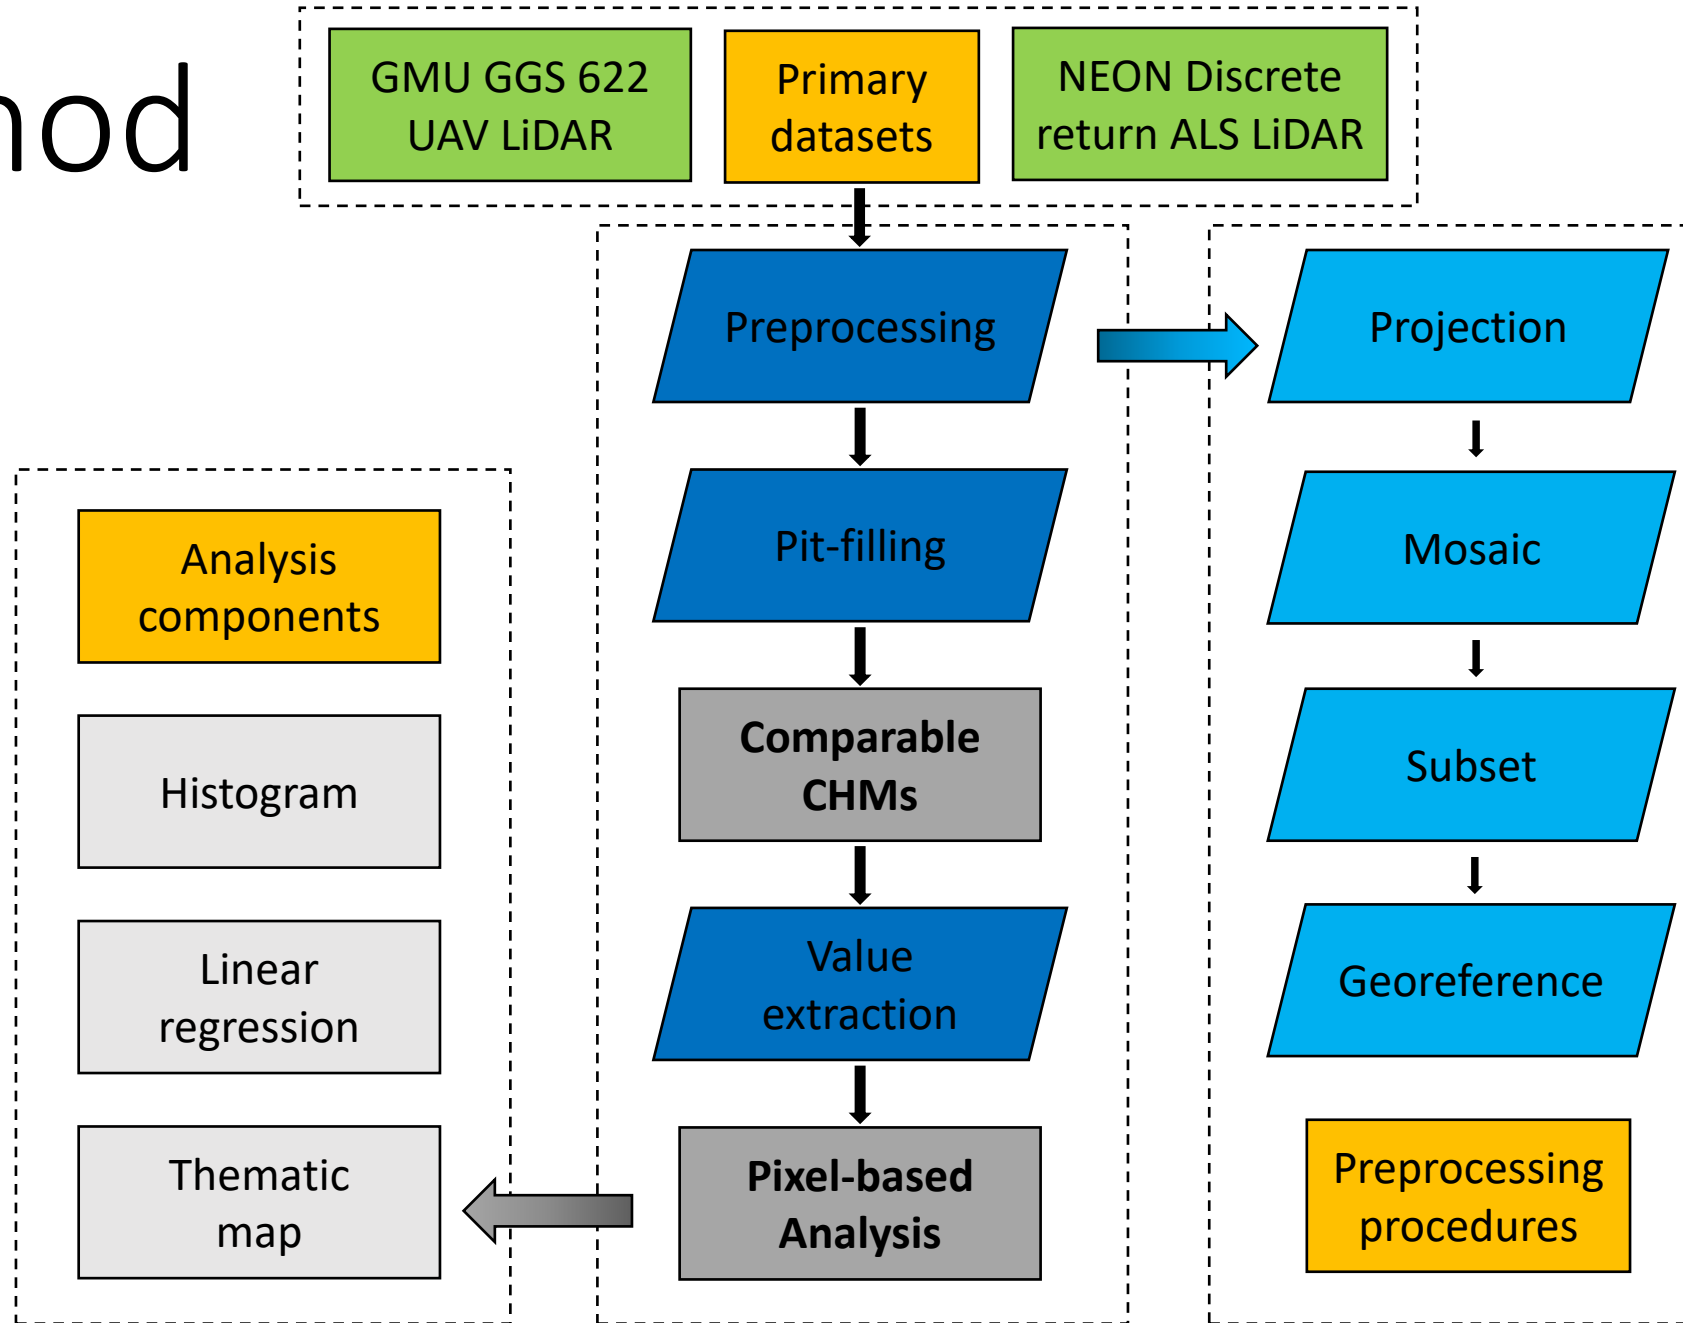 GMU GGS 622
UAV LiDAR
Primary
datasets
NEON Discrete
return ALS LiDAR
Preprocessing
Pit-filling
Comparable
CHMs
Value
extraction
Pixel-based
Analysis
Projection
Mosaic
Subset
Georeference
Preprocessing
procedures
Analysis
components
Histogram
Linear
regression
Thematic
map